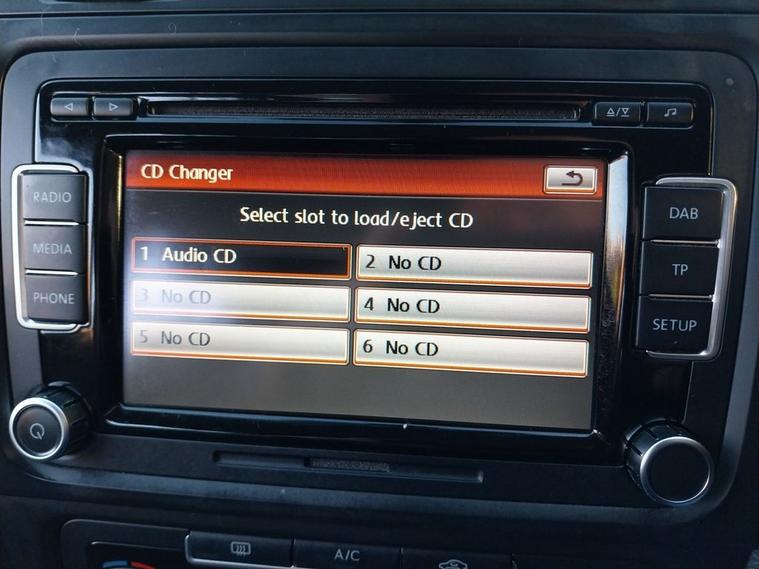 CD Changer
Select slot to load/eject CD
1 Audio CD
2 No CD
3 No CD
4 No CD
5 No CD
6 No CD
RADIO
MEDIA
PHONE
DAB
TP
SETUP
A/C